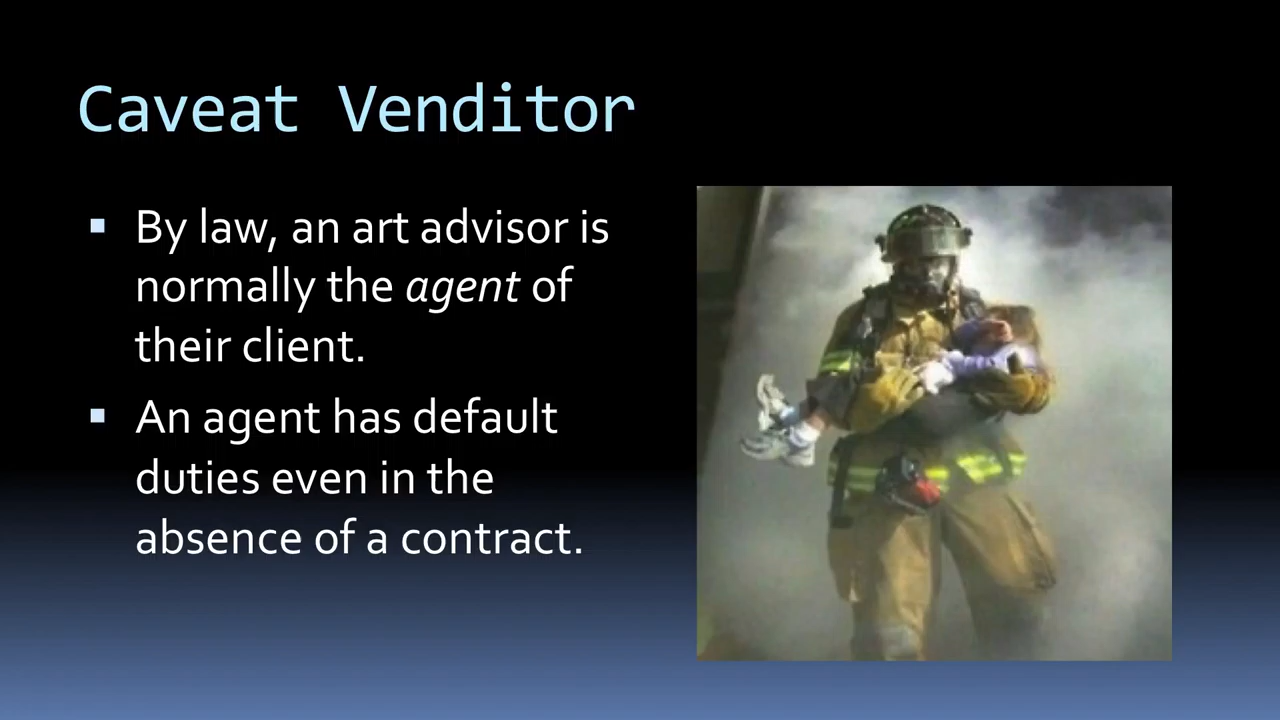 Caveat Venditor
By law, an art advisor is
normally the agent of
their client.
An agent has default
duties even in the
absence of a contract.